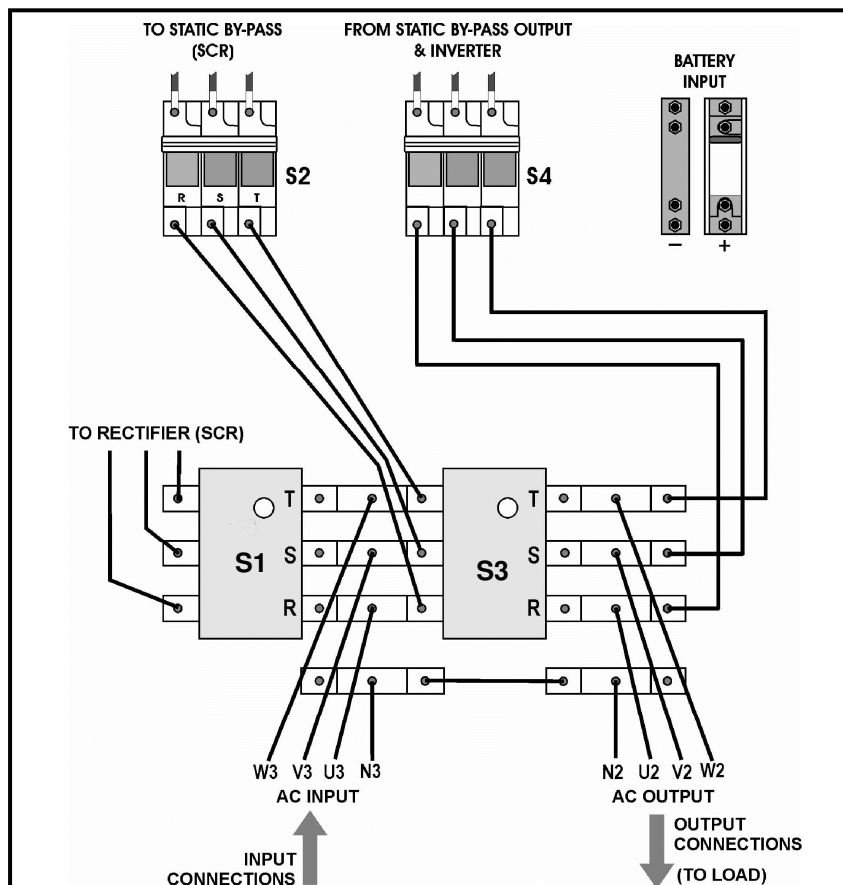 TO STATIC BY-PASS
(SCR)
FROM STATIC BY-PASS OUTPUT
& INVERTER
BATTERY
INPUT
S2
R S T
S4
− +
TO RECTIFIER (SCR)
T
S1 S
R
T
S3 S
R
W3 V3 U3 N3
AC INPUT
N2 U2 V2 W2
AC OUTPUT
INPUT
CONNECTIONS
OUTPUT
CONNECTIONS
(TO LOAD)